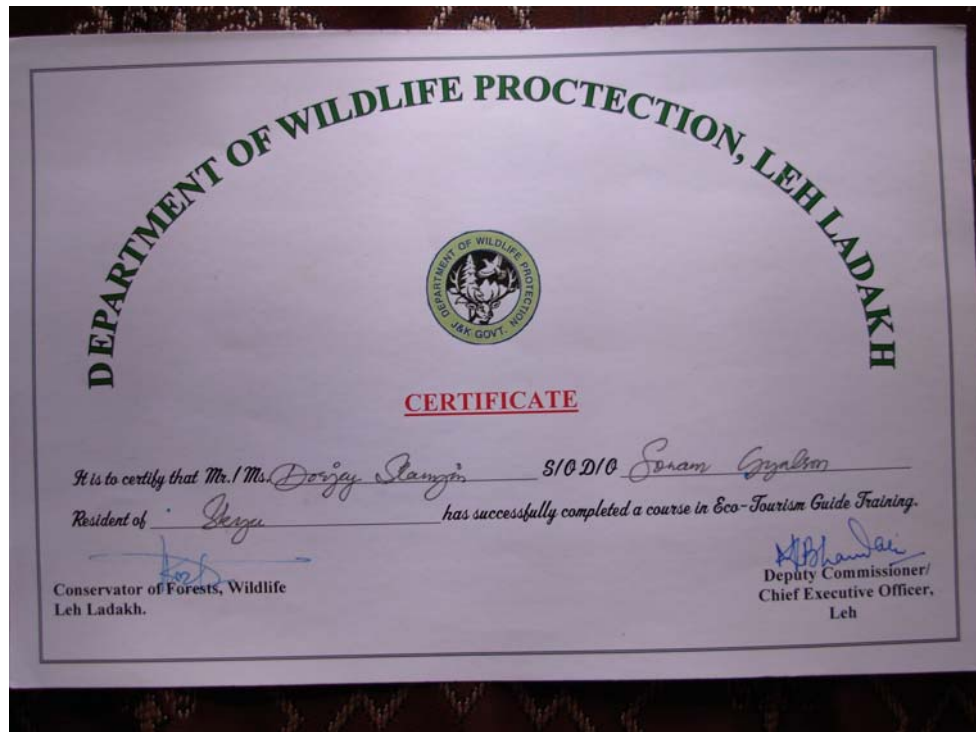 DEPARTMENT OF WILDLIFE PROCTECTION, LEH LADAKH
DEPARTMENT OF WILDLIFE PROTECTION
J&K GOVT.
CERTIFICATE
It is to certify that Mr. / Ms. Dorjey Stanzin S/O D/O Sonam Gyalson
Resident of Skyu has successfully completed a course in Eco-Tourism Guide Training.
Conservator of Forests, Wildlife
Leh Ladakh.
Deputy Commissioner/
Chief Executive Officer,
Leh